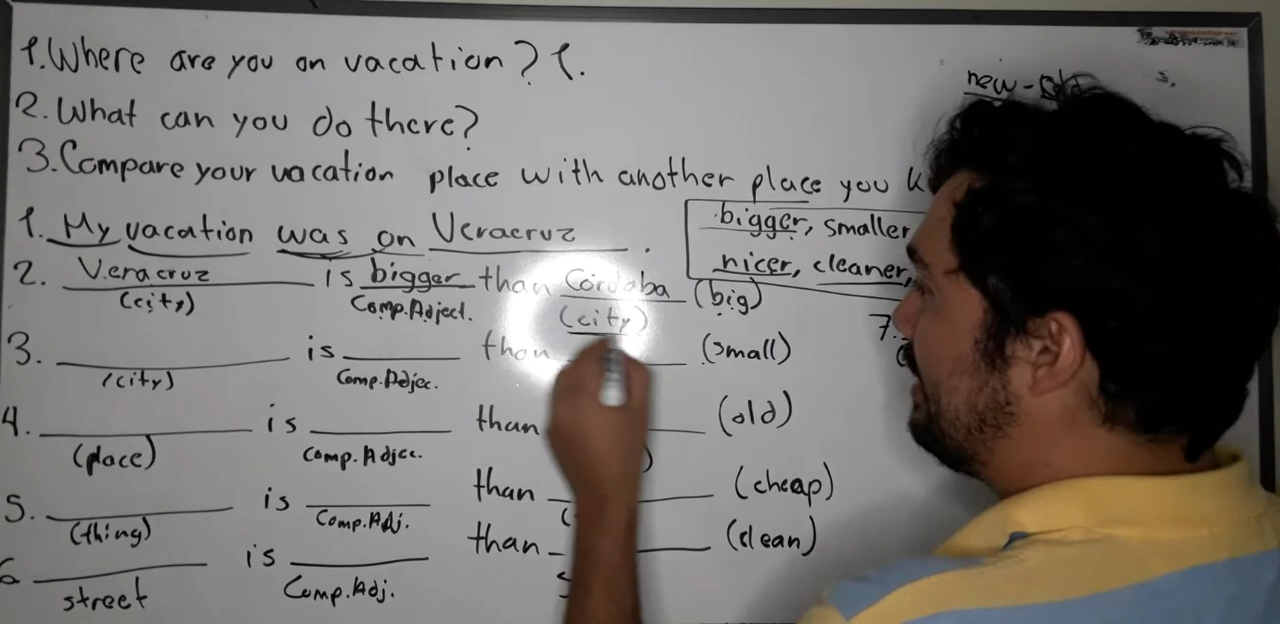 1. Where are you on vacation? 1.
new - old s,
2. What can you do there?
3. Compare your vacation place with another place you
bigger, smaller
nicer, cleaner,
1. My vacation was on Veracruz.
2. Veracruz is bigger than Córdoba (big)
(city) Comp. Adject. (city)
7.
3. is than (small)
(city) Comp. Adjec.
4. is than (old)
(place) Comp. Adjec. )
5. is than (cheap)
(thing) Comp. Adj. (
6 is than (clean)
street Comp. Adj.